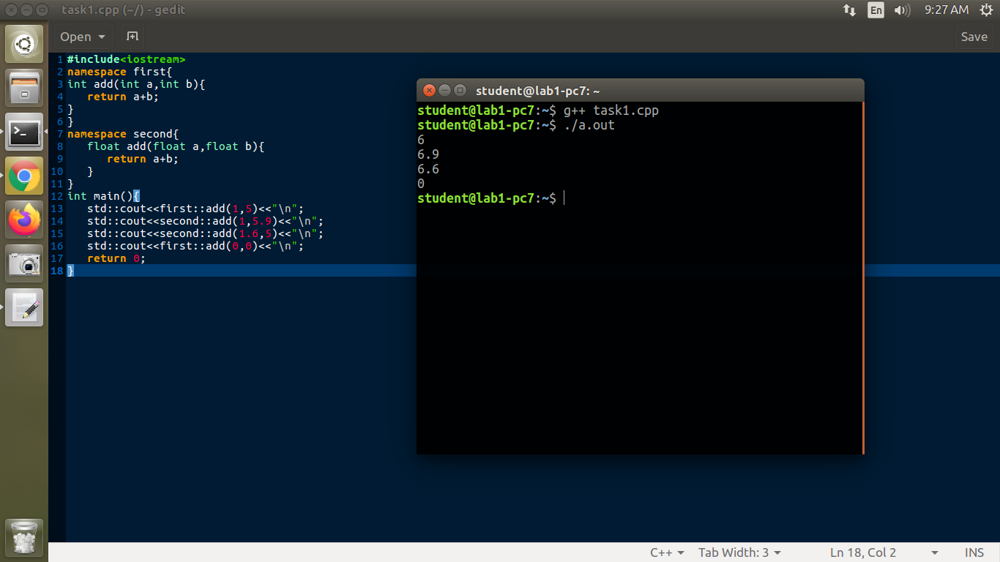 task1.cpp (~/) - gedit
En
9:27 AM
Open
Save
1 #include<iostream>
2 namespace first{
3 int add(int a,int b){
4    return a+b;
5 }
6 }
7 namespace second{
8    float add(float a,float b){
9       return a+b;
10    }
11 }
12 int main(){
13    std::cout<<first::add(1,5)<<"\n";
14    std::cout<<second::add(1,5.9)<<"\n";
15    std::cout<<second::add(1.6,5)<<"\n";
16    std::cout<<first::add(0,0)<<"\n";
17    return 0;
18 }
student@lab1-pc7: ~
student@lab1-pc7:~$ g++ task1.cpp
student@lab1-pc7:~$ ./a.out
6
6.9
6.6
0
student@lab1-pc7:~$
C++
Tab Width: 3
Ln 18, Col 2
INS